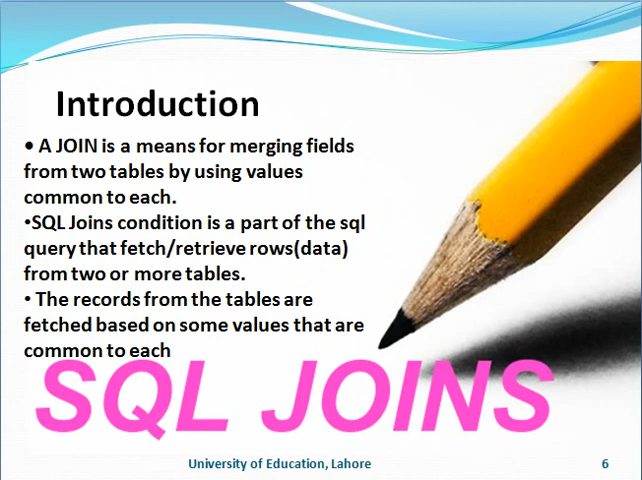 Introduction
• A JOIN is a means for merging fields
from two tables by using values
common to each.
•SQL Joins condition is a part of the sql
query that fetch/retrieve rows(data)
from two or more tables.
• The records from the tables are
fetched based on some values that are
common to each
SQL JOINS
University of Education, Lahore
6